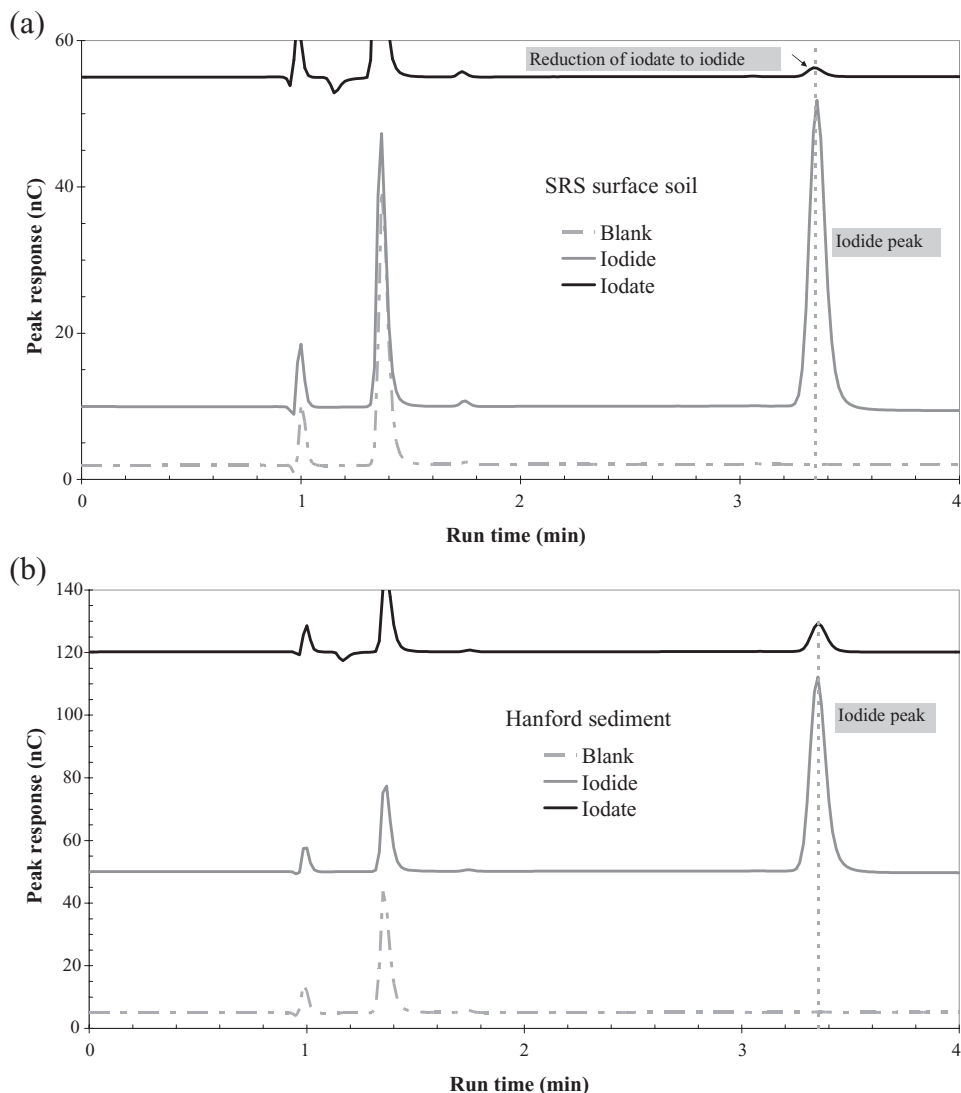 (a)
60
Reduction of iodate to iodide
40
SRS surface soil
Blank
Iodide
Iodate
Iodide peak
20
0
Peak response (nC)
0 1 2 3 4
Run time (min)
(b)
140
120
100
Hanford sediment
Blank
Iodide
Iodate
Iodide peak
80
60
40
20
0
Peak response (nC)
0 1 2 3 4
Run time (min)